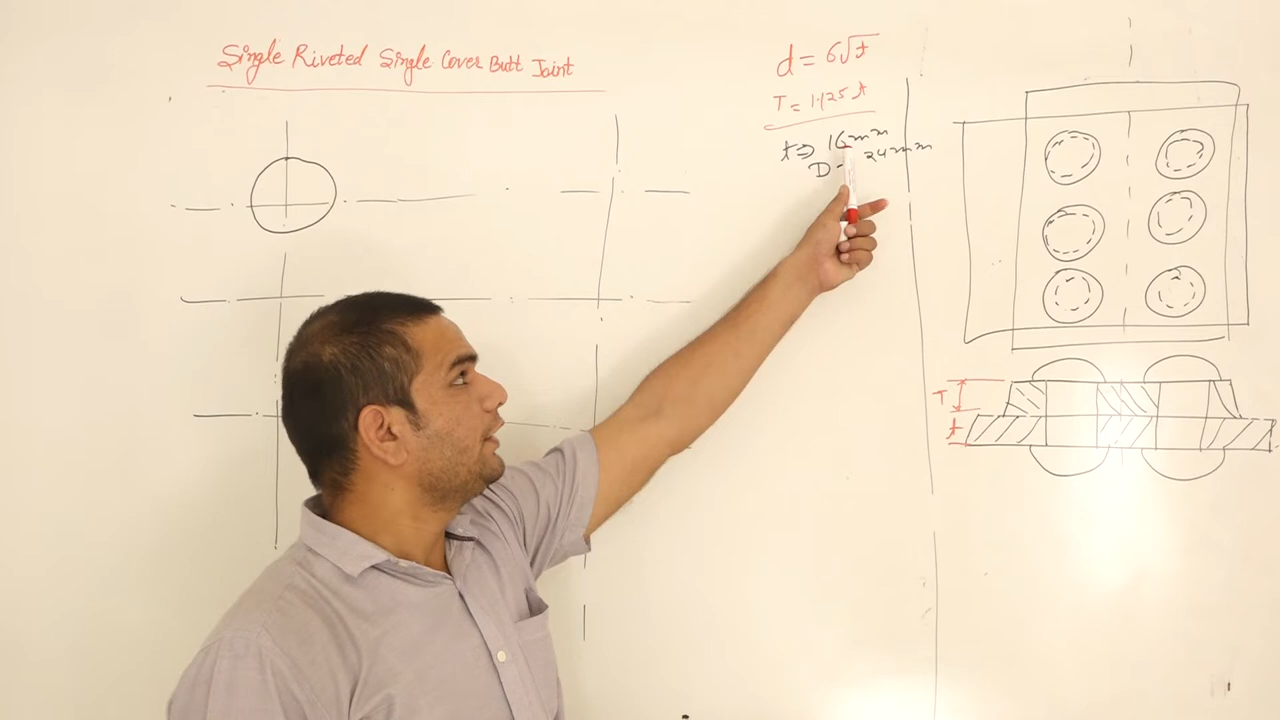 Single Riveted Single Cover Butt Joint
d = 6√t
T = 1.125 t
t ⇒ 16mm
D - 24mm
T
t